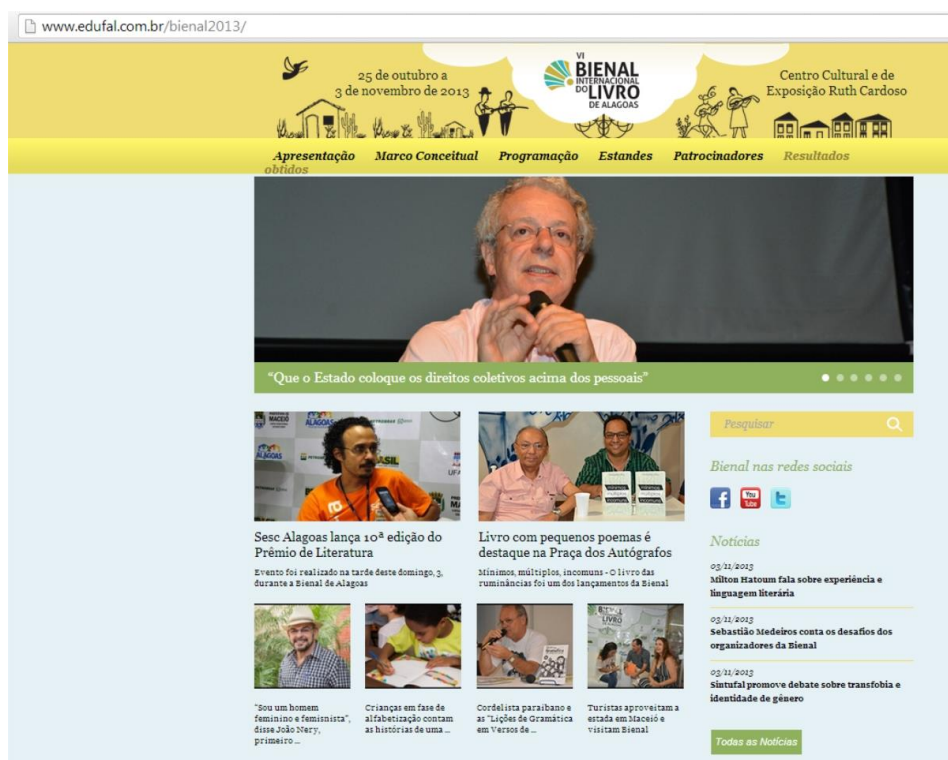 www.edufal.com.br/bienal2013/
25 de outubro a
3 de novembro de 2013
VI
BIENAL
INTERNACIONAL
DO LIVRO
DE ALAGOAS
Centro Cultural e de
Exposição Ruth Cardoso
Apresentação Marco Conceitual Programação Estandes Patrocinadores Resultados
obtidos
“Que o Estado coloque os direitos coletivos acima dos pessoais”
Pesquisar
Bienal nas redes sociais
f You Tube t
Sesc Alagoas lança 10ª edição do
Prêmio de Literatura
Evento foi realizado na tarde deste domingo, 3,
durante a Bienal de Alagoas
Livro com pequenos poemas é
destaque na Praça dos Autógrafos
Mínimos, múltiplos, incomuns - O livro das
ruminâncias foi um dos lançamentos da Bienal
Notícias
03/11/2013
Milton Hatoum fala sobre experiência e
linguagem literária
03/11/2013
Sebastião Medeiros conta os desafios dos
organizadores da Bienal
03/11/2013
Sintufal promove debate sobre transfobia e
identidade de gênero
Todas as Notícias
"Sou um homem
feminino e femisnista",
disse João Nery,
primeiro ...
Crianças em fase de
alfabetização contam
as histórias de uma ...
Cordelista paraibano e
as "Lições de Gramática
em Versos de ...
Turistas aproveitam a
estada em Maceió e
visitam Bienal